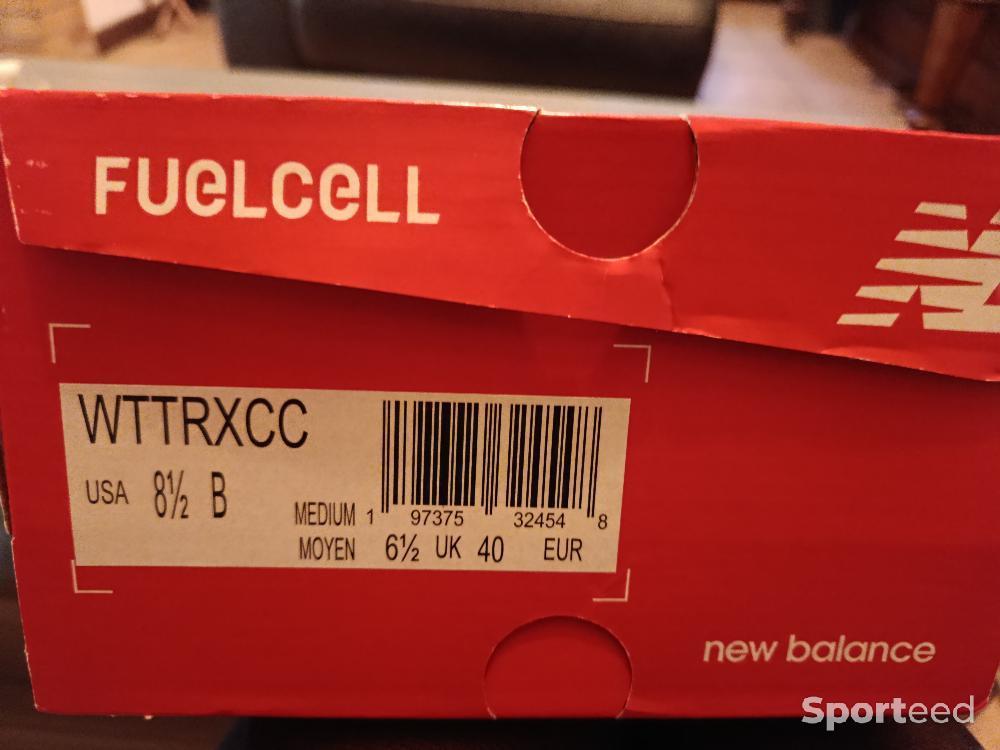 FUELCELL
WTTRXCC
USA 8½ B
MEDIUM 1 97375 32454 8
MOYEN 6½ UK 40 EUR
new balance
Sporteed